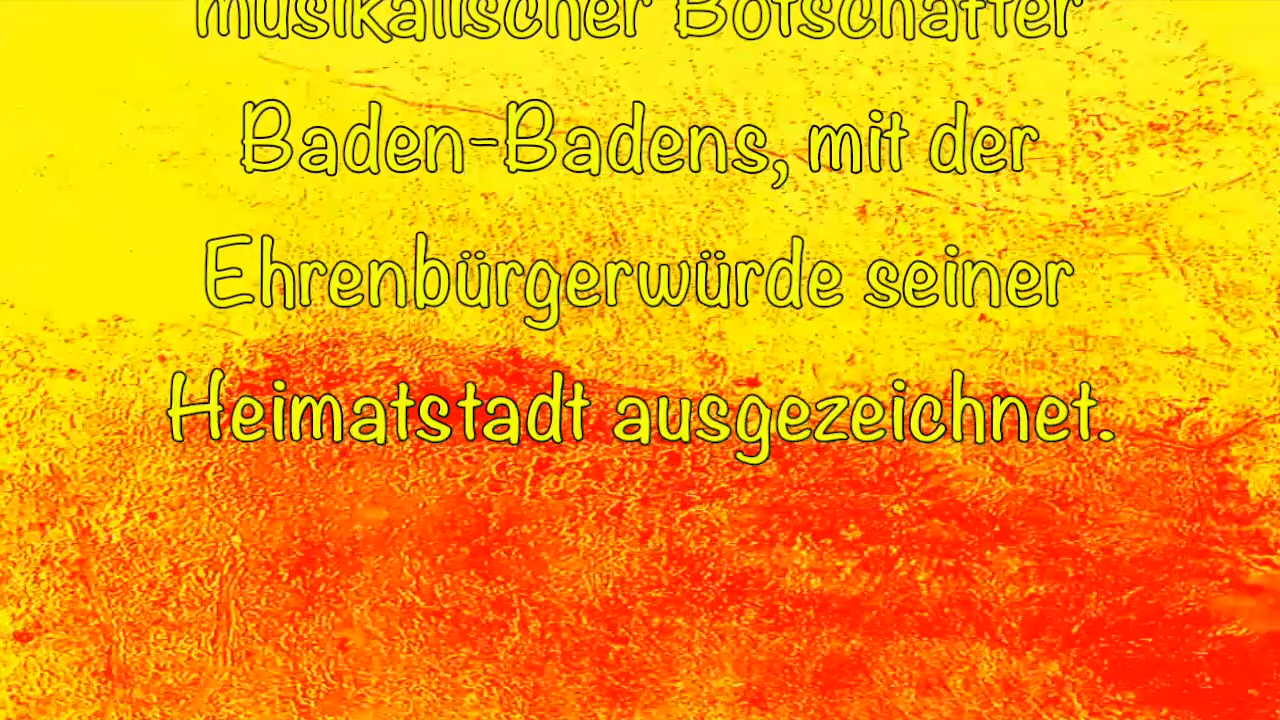 musikalischer Botschafter
Baden-Badens, mit der
Ehrenbürgerwürde seiner
Heimatstadt ausgezeichnet.